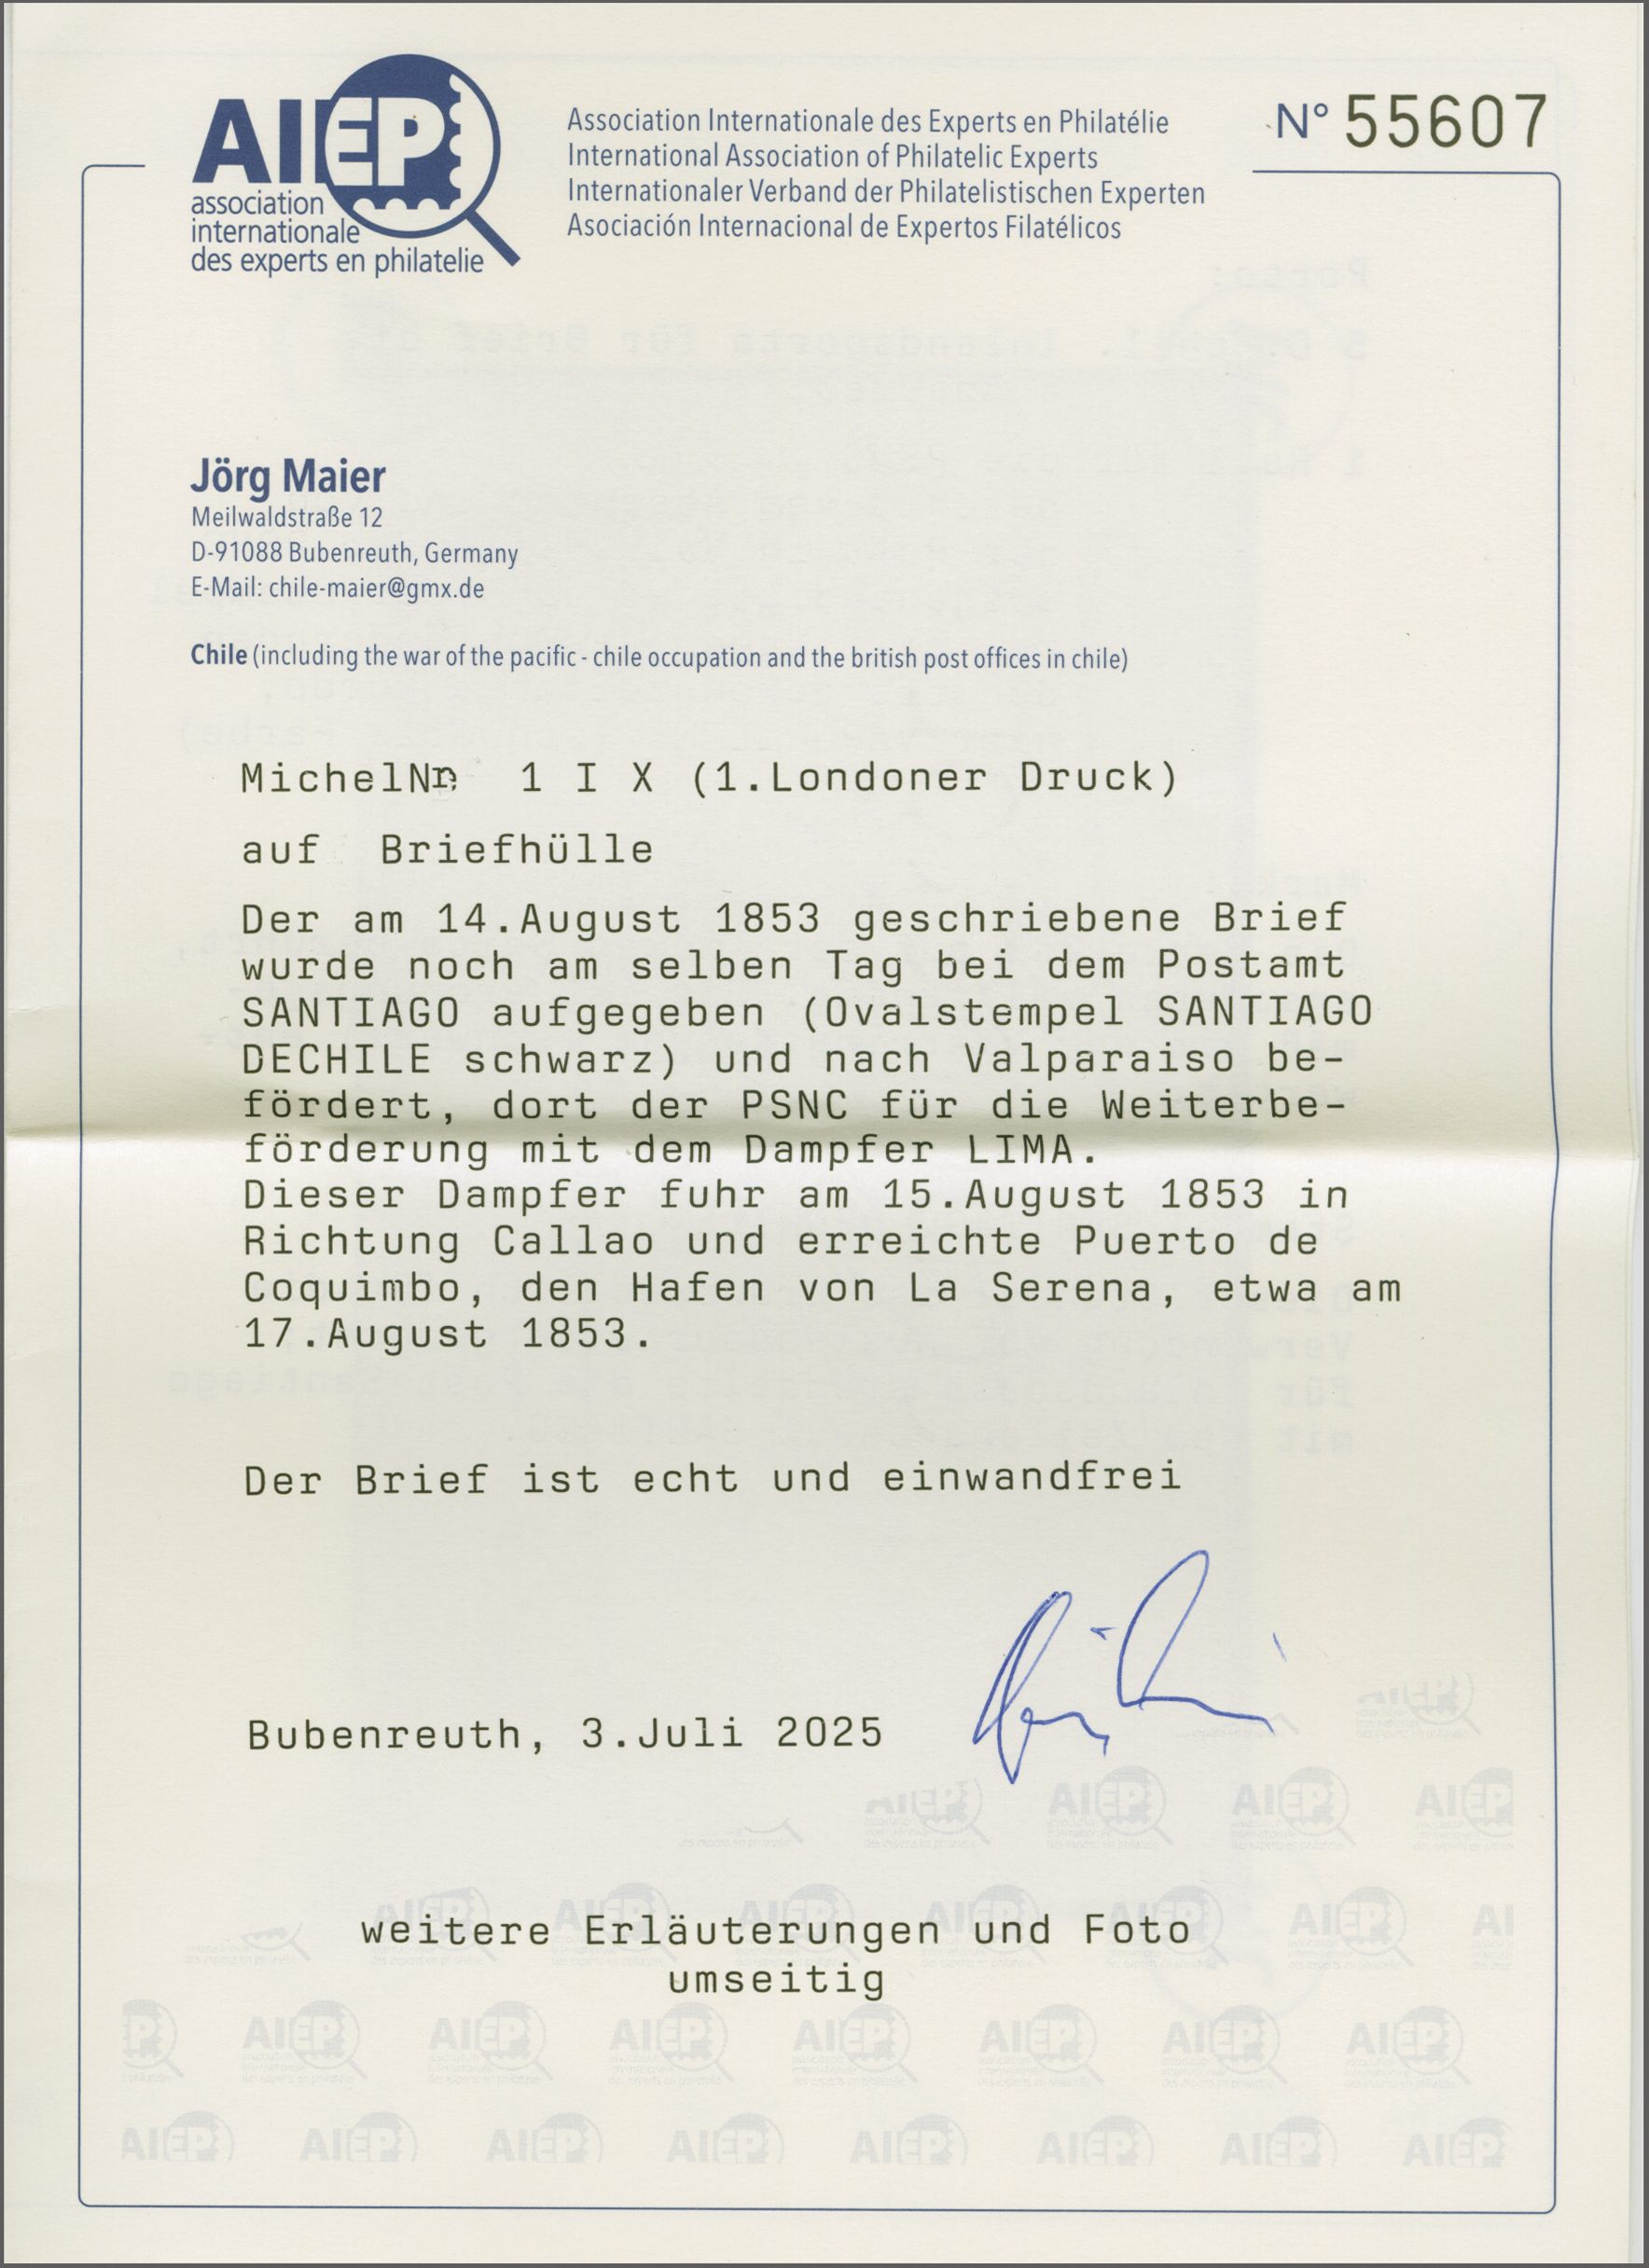 AIEP
association
internationale
des experts en philatelie
Association Internationale des Experts en Philatélie
International Association of Philatelic Experts
Internationaler Verband der Philatelistischen Experten
Asociación Internacional de Expertos Filatélicos
N° 55607
Jörg Maier
Meilwaldstraße 12
D-91088 Bubenreuth, Germany
E-Mail: chile-maier@gmx.de
Chile (including the war of the pacific - chile occupation and the british post offices in chile)
MichelNr 1 I X (1.Londoner Druck)
auf Briefhülle
Der am 14.August 1853 geschriebene Brief
wurde noch am selben Tag bei dem Postamt
SANTIAGO aufgegeben (Ovalstempel SANTIAGO
DECHILE schwarz) und nach Valparaiso be-
fördert, dort der PSNC für die Weiterbe-
förderung mit dem Dampfer LIMA.
Dieser Dampfer fuhr am 15.August 1853 in
Richtung Callao und erreichte Puerto de
Coquimbo, den Hafen von La Serena, etwa am
17.August 1853.
Der Brief ist echt und einwandfrei
Bubenreuth, 3.Juli 2025
weitere Erläuterungen und Foto
umseitig